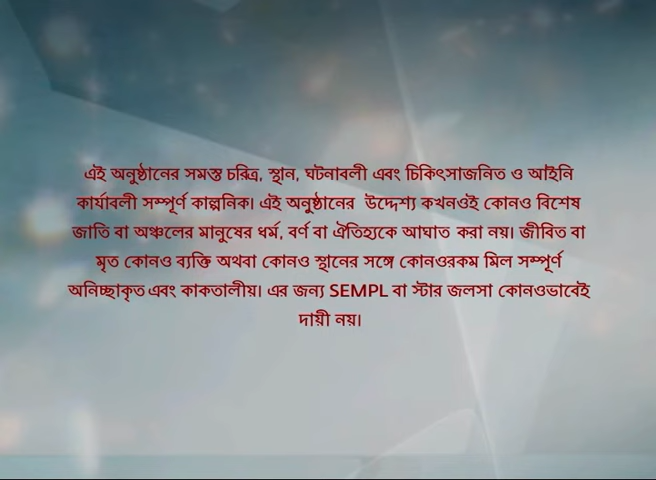 এই অনুষ্ঠানের সমস্ত চরিত্র, স্থান, ঘটনাবলী এবং চিকিৎসাজনিত ও আইনি
কার্যাবলী সম্পূর্ণ কাল্পনিক। এই অনুষ্ঠানের উদ্দেশ্য কখনওই কোনও বিশেষ
জাতি বা অঞ্চলের মানুষের ধর্ম, বর্ণ বা ঐতিহ্যকে আঘাত করা নয়। জীবিত বা
মৃত কোনও ব্যক্তি অথবা কোনও স্থানের সঙ্গে কোনওরকম মিল সম্পূর্ণ
অনিচ্ছাকৃত এবং কাকতালীয়। এর জন্য SEMPL বা স্টার জলসা কোনওভাবেই
দায়ী নয়।